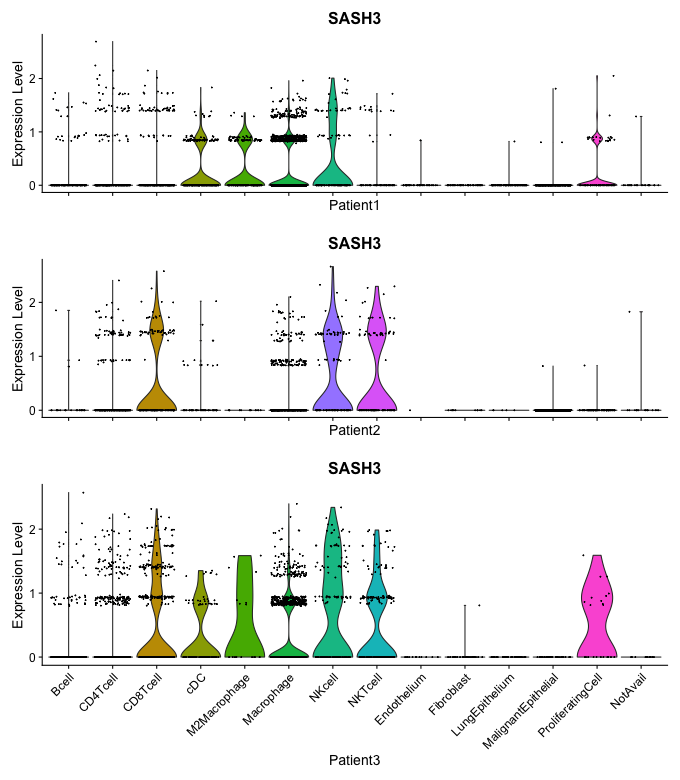 SASH3
Expression Level
2
1
0
Patient1
SASH3
Expression Level
2
1
0
Patient2
SASH3
Expression Level
2
1
0
Bcell
CD4Tcell
CD8Tcell
cDC
M2Macrophage
Macrophage
NKcell
NKTcell
Endothelium
Fibroblast
LungEpithelium
MalignantEpithelial
ProliferatingCell
NotAvail
Patient3